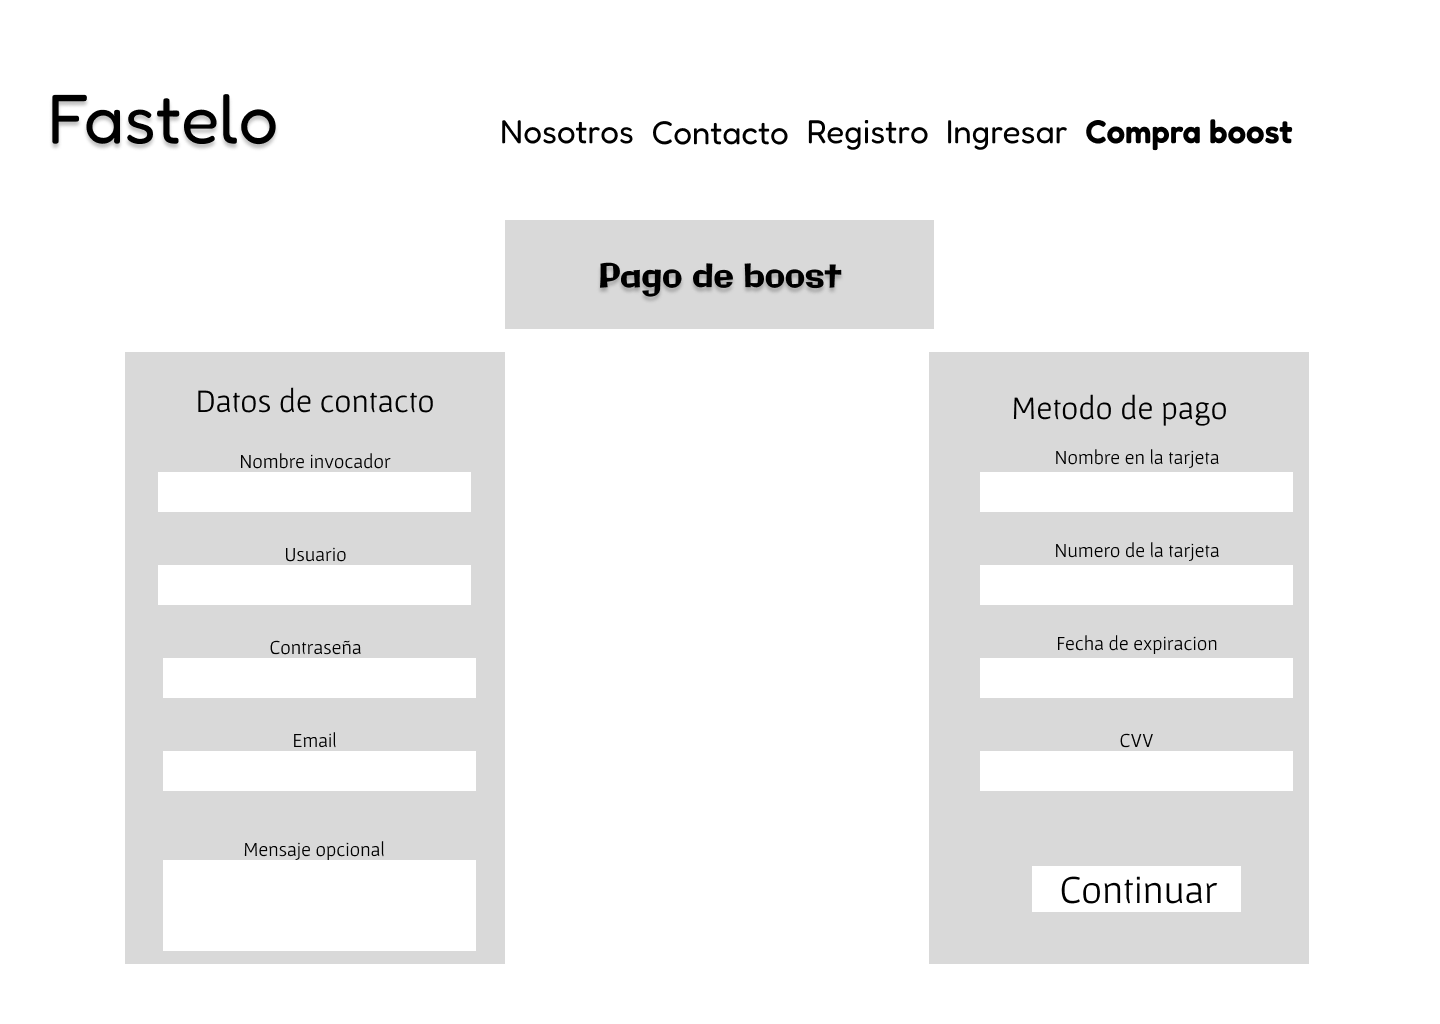 Fastelo
Nosotros Contacto Registro Ingresar Compra boost
Pago de boost
Datos de contacto
Nombre invocador
Usuario
Contraseña
Email
Mensaje opcional
Metodo de pago
Nombre en la tarjeta
Numero de la tarjeta
Fecha de expiracion
CVV
Continuar